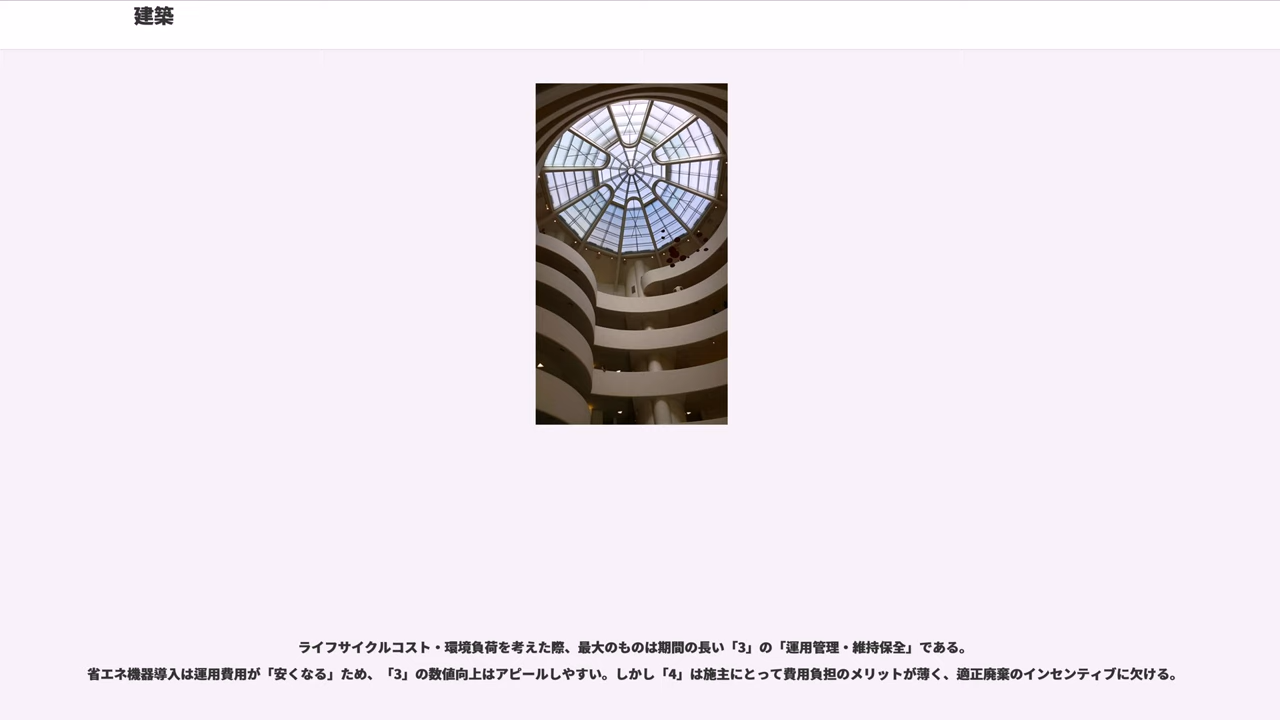 建築
ライフサイクルコスト・環境負荷を考えた際、最大のものは期間の長い「3」の「運用管理・維持保全」である。
省エネ機器導入は運用費用が「安くなる」ため、「3」の数値向上はアピールしやすい。しかし「4」は施主にとって費用負担のメリットが薄く、適正廃棄のインセンティブに欠ける。